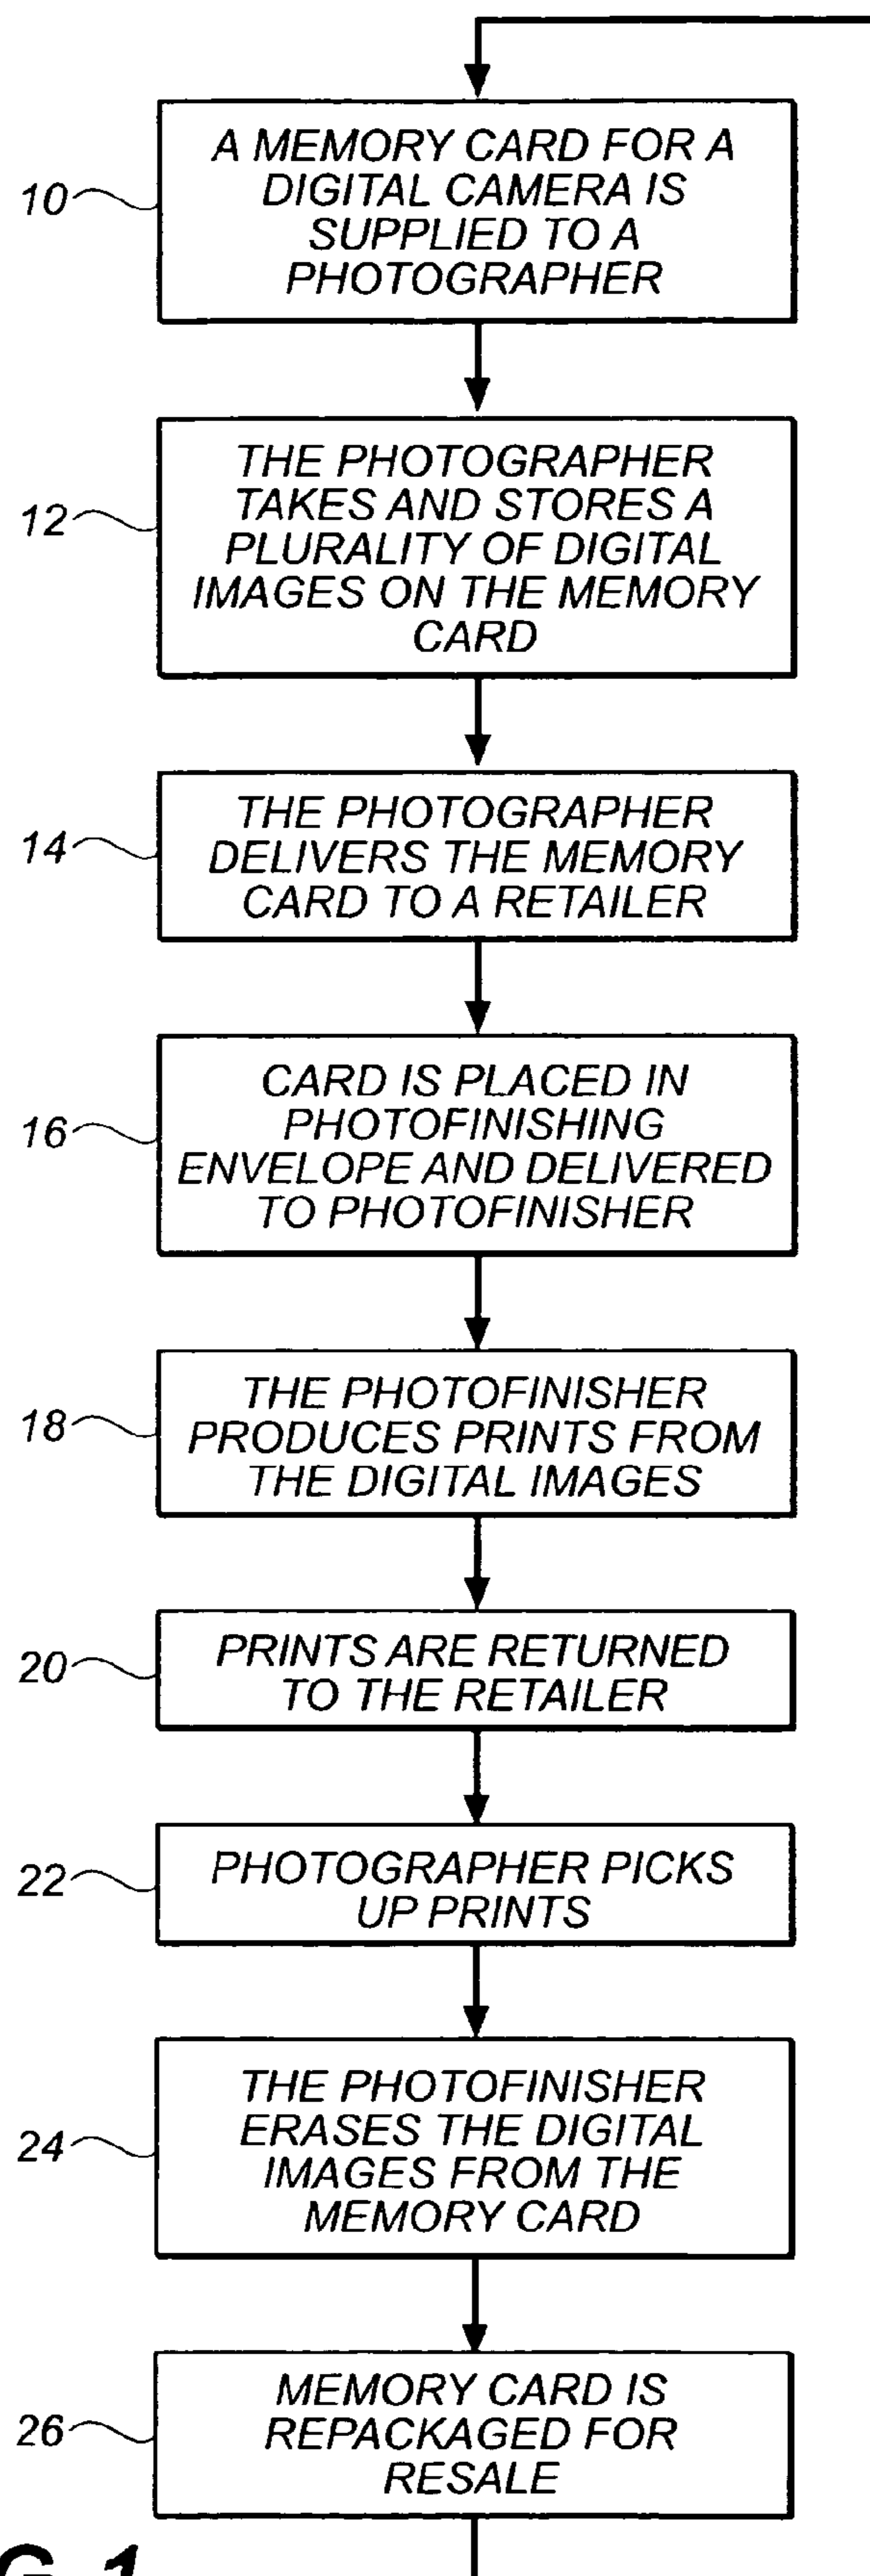 10
A MEMORY CARD FOR A
DIGITAL CAMERA IS
SUPPLIED TO A
PHOTOGRAPHER
12
THE PHOTOGRAPHER
TAKES AND STORES A
PLURALITY OF DIGITAL
IMAGES ON THE MEMORY
CARD
14
THE PHOTOGRAPHER
DELIVERS THE MEMORY
CARD TO A RETAILER
16
CARD IS PLACED IN
PHOTOFINISHING
ENVELOPE AND DELIVERED
TO PHOTOFINISHER
18
THE PHOTOFINISHER
PRODUCES PRINTS FROM
THE DIGITAL IMAGES
20
PRINTS ARE RETURNED
TO THE RETAILER
22
PHOTOGRAPHER PICKS
UP PRINTS
24
THE PHOTOFINISHER
ERASES THE DIGITAL
IMAGES FROM THE
MEMORY CARD
26
MEMORY CARD IS
REPACKAGED FOR
RESALE